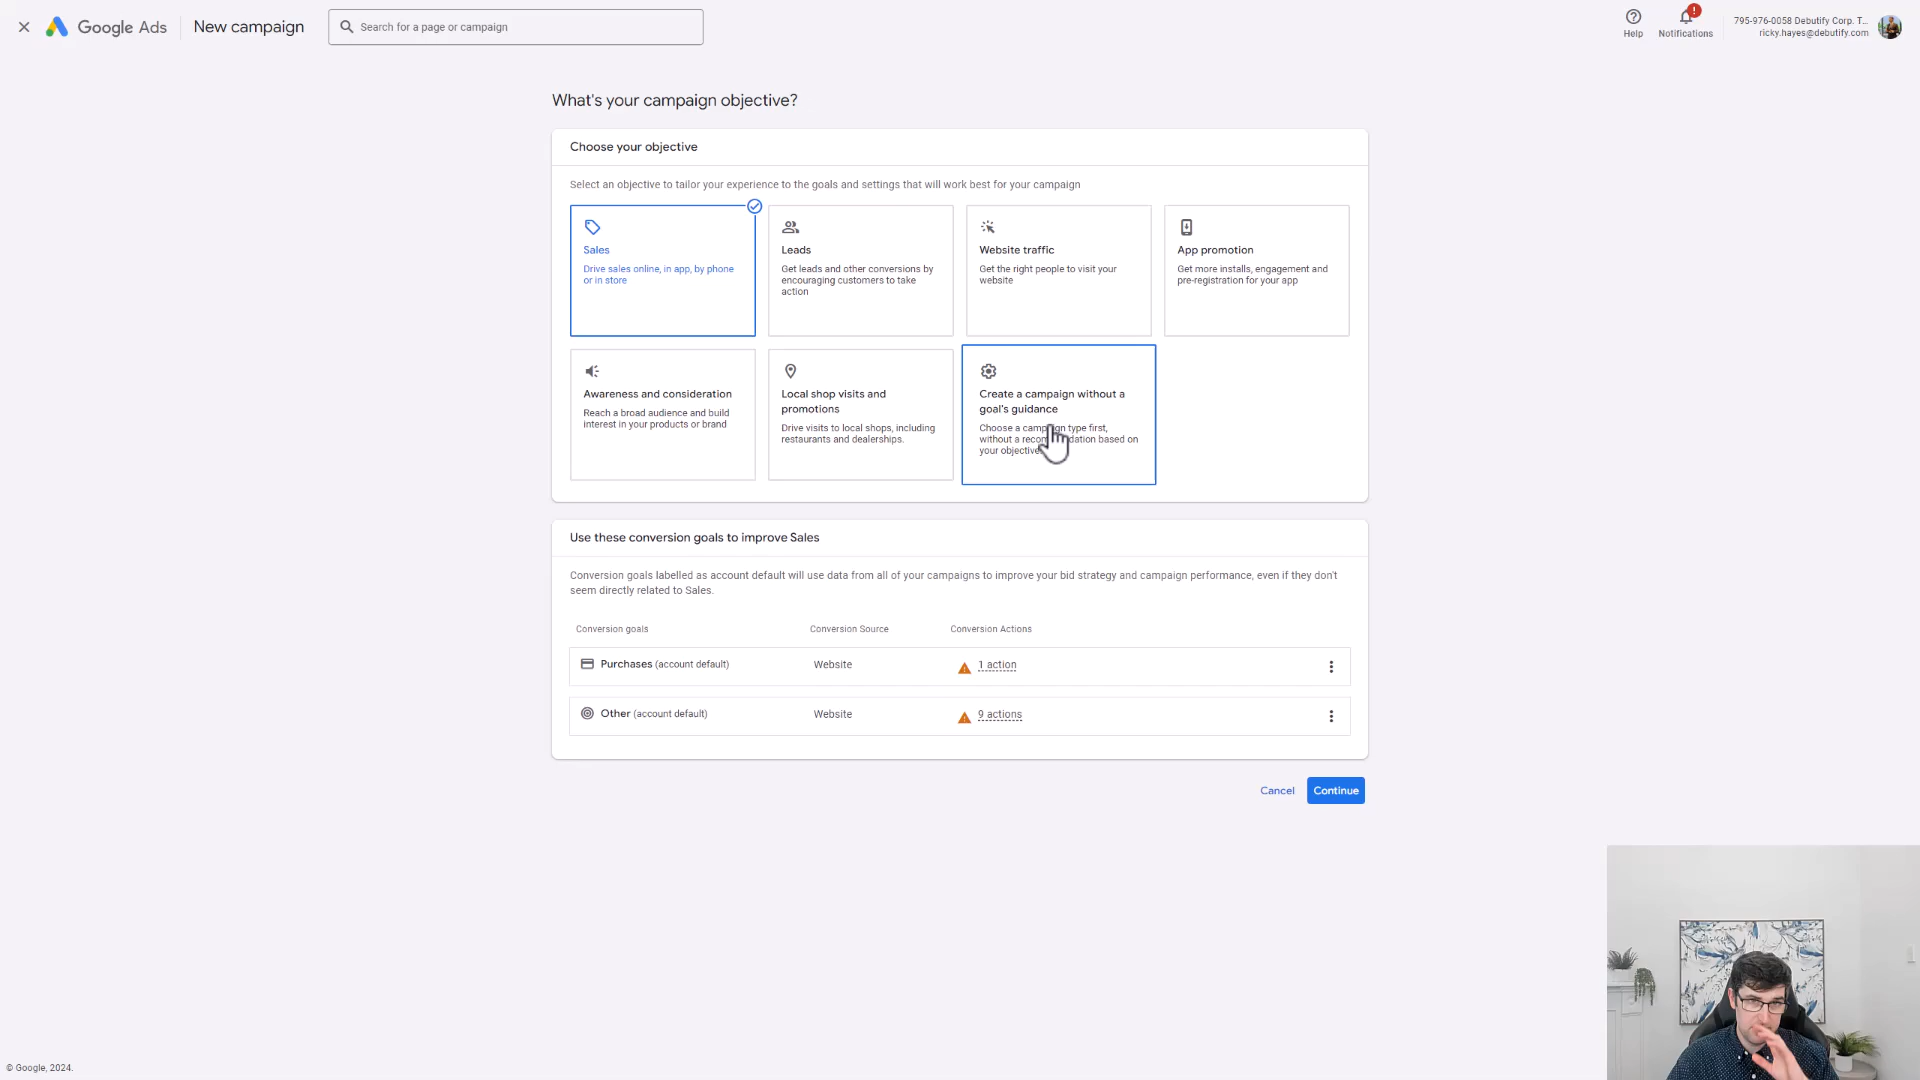 Google Ads
New campaign
Search for a page or campaign
Help
Notifications
!
795-976-0058 Debutify Corp. T...
ricky.hayes@debutify.com
What's your campaign objective?
Choose your objective
Select an objective to tailor your experience to the goals and settings that will work best for your campaign
Sales
Drive sales online, in app, by phone
or in store
Leads
Get leads and other conversions by
encouraging customers to take
action
Website traffic
Get the right people to visit your
website
App promotion
Get more installs, engagement and
pre-registration for your app
Awareness and consideration
Reach a broad audience and build
interest in your products or brand
Local shop visits and
promotions
Drive visits to local shops, including
restaurants and dealerships.
Create a campaign without a
goal's guidance
Choose a campaign type first,
without a recommendation based on
your objective.
Use these conversion goals to improve Sales
Conversion goals labelled as account default will use data from all of your campaigns to improve your bid strategy and campaign performance, even if they don't
seem directly related to Sales.
Conversion goals
Conversion Source
Conversion Actions
Purchases (account default)
Website
1 action
Other (account default)
Website
9 actions
Cancel
Continue
© Google, 2024.